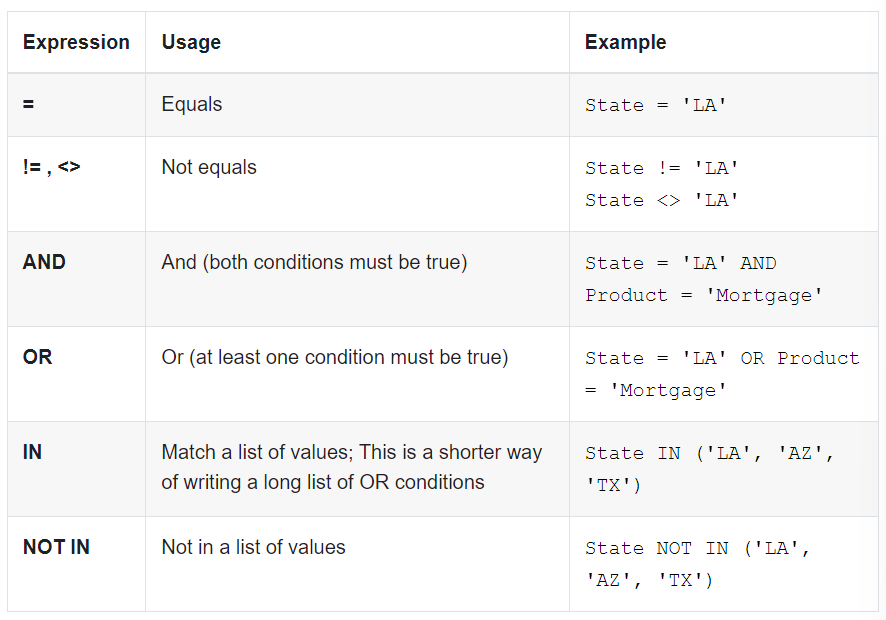 Expression Usage Example
= Equals State = 'LA'
!= , <> Not equals State != 'LA'
State <> 'LA'
AND And (both conditions must be true) State = 'LA' AND
Product = 'Mortgage'
OR Or (at least one condition must be true) State = 'LA' OR Product
= 'Mortgage'
IN Match a list of values; This is a shorter way State IN ('LA', 'AZ',
of writing a long list of OR conditions 'TX')
NOT IN Not in a list of values State NOT IN ('LA',
'AZ', 'TX')